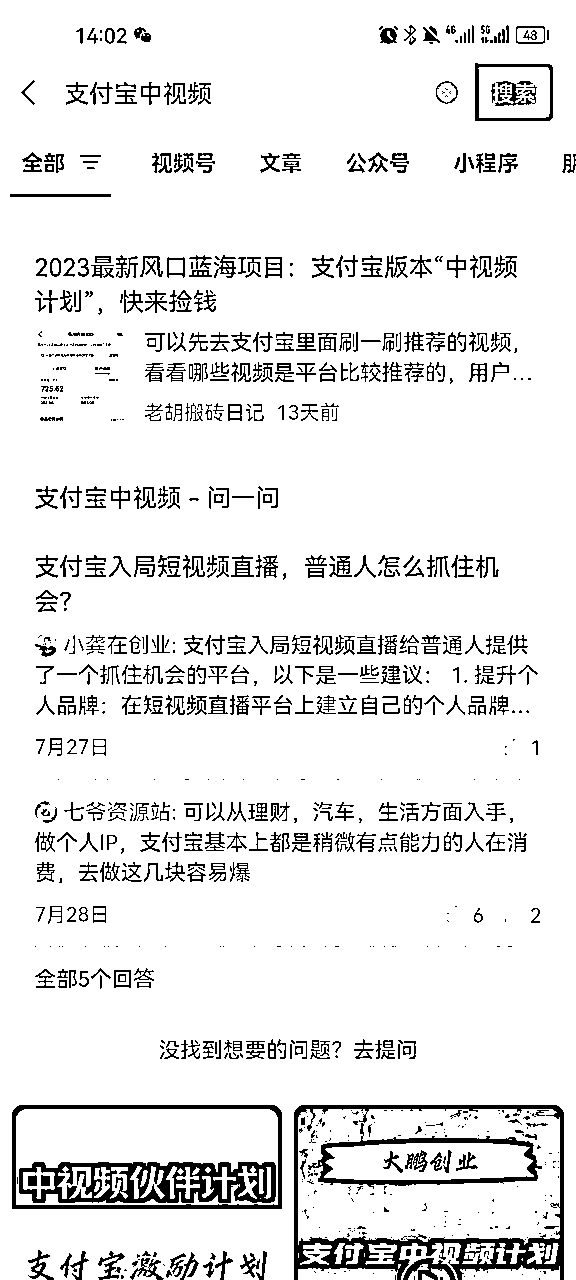 14:02
4G 5G 48
支付宝中视频
搜索
全部 视频号 文章 公众号 小程序
2023最新风口蓝海项目：支付宝版本“中视频
计划”，快来捡钱
可以先去支付宝里面刷一刷推荐的视频，
看看哪些视频是平台比较推荐的，用户...
725.62
老胡搬砖日记 13天前
支付宝中视频 - 问一问
支付宝入局短视频直播，普通人怎么抓住机
会？
小龚在创业: 支付宝入局短视频直播给普通人提供
了一个抓住机会的平台，以下是一些建议： 1. 提升个
人品牌：在短视频直播平台上建立自己的个人品牌...
7月27日 1
七爷资源站: 可以从理财，汽车，生活方面入手，
做个人IP，支付宝基本上都是稍微有点能力的人在消
费，去做这几块容易爆
7月28日 6 2
全部5个回答
没找到想要的问题？去提问
中视频伙伴计划
支付宝激励计划
大鹏创业
支付宝中视频计划